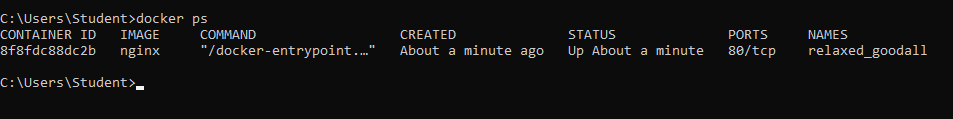 C:\Users\Student>docker ps
CONTAINER ID   IMAGE     COMMAND                  CREATED              STATUS              PORTS     NAMES
8f8fdc88dc2b   nginx     "/docker-entrypoint.…"   About a minute ago   Up About a minute   80/tcp    relaxed_goodall
C:\Users\Student>